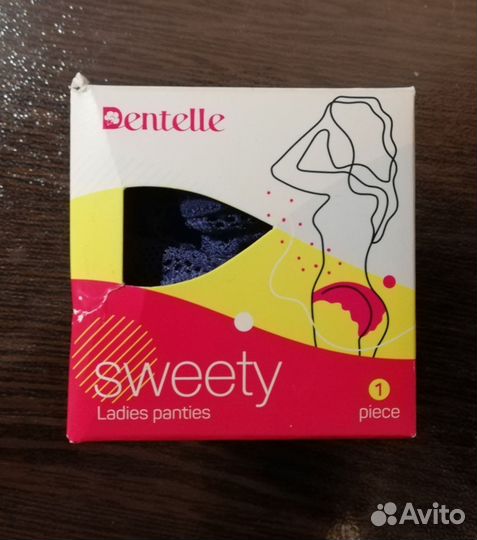 Dentelle
sweety
Ladies panties
1
piece
Avito